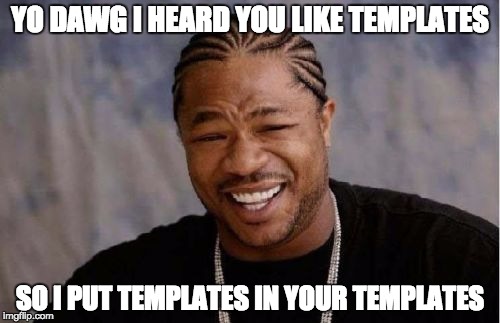 YO DAWG I HEARD YOU LIKE TEMPLATES
SO I PUT TEMPLATES IN YOUR TEMPLATES
imgflip.com